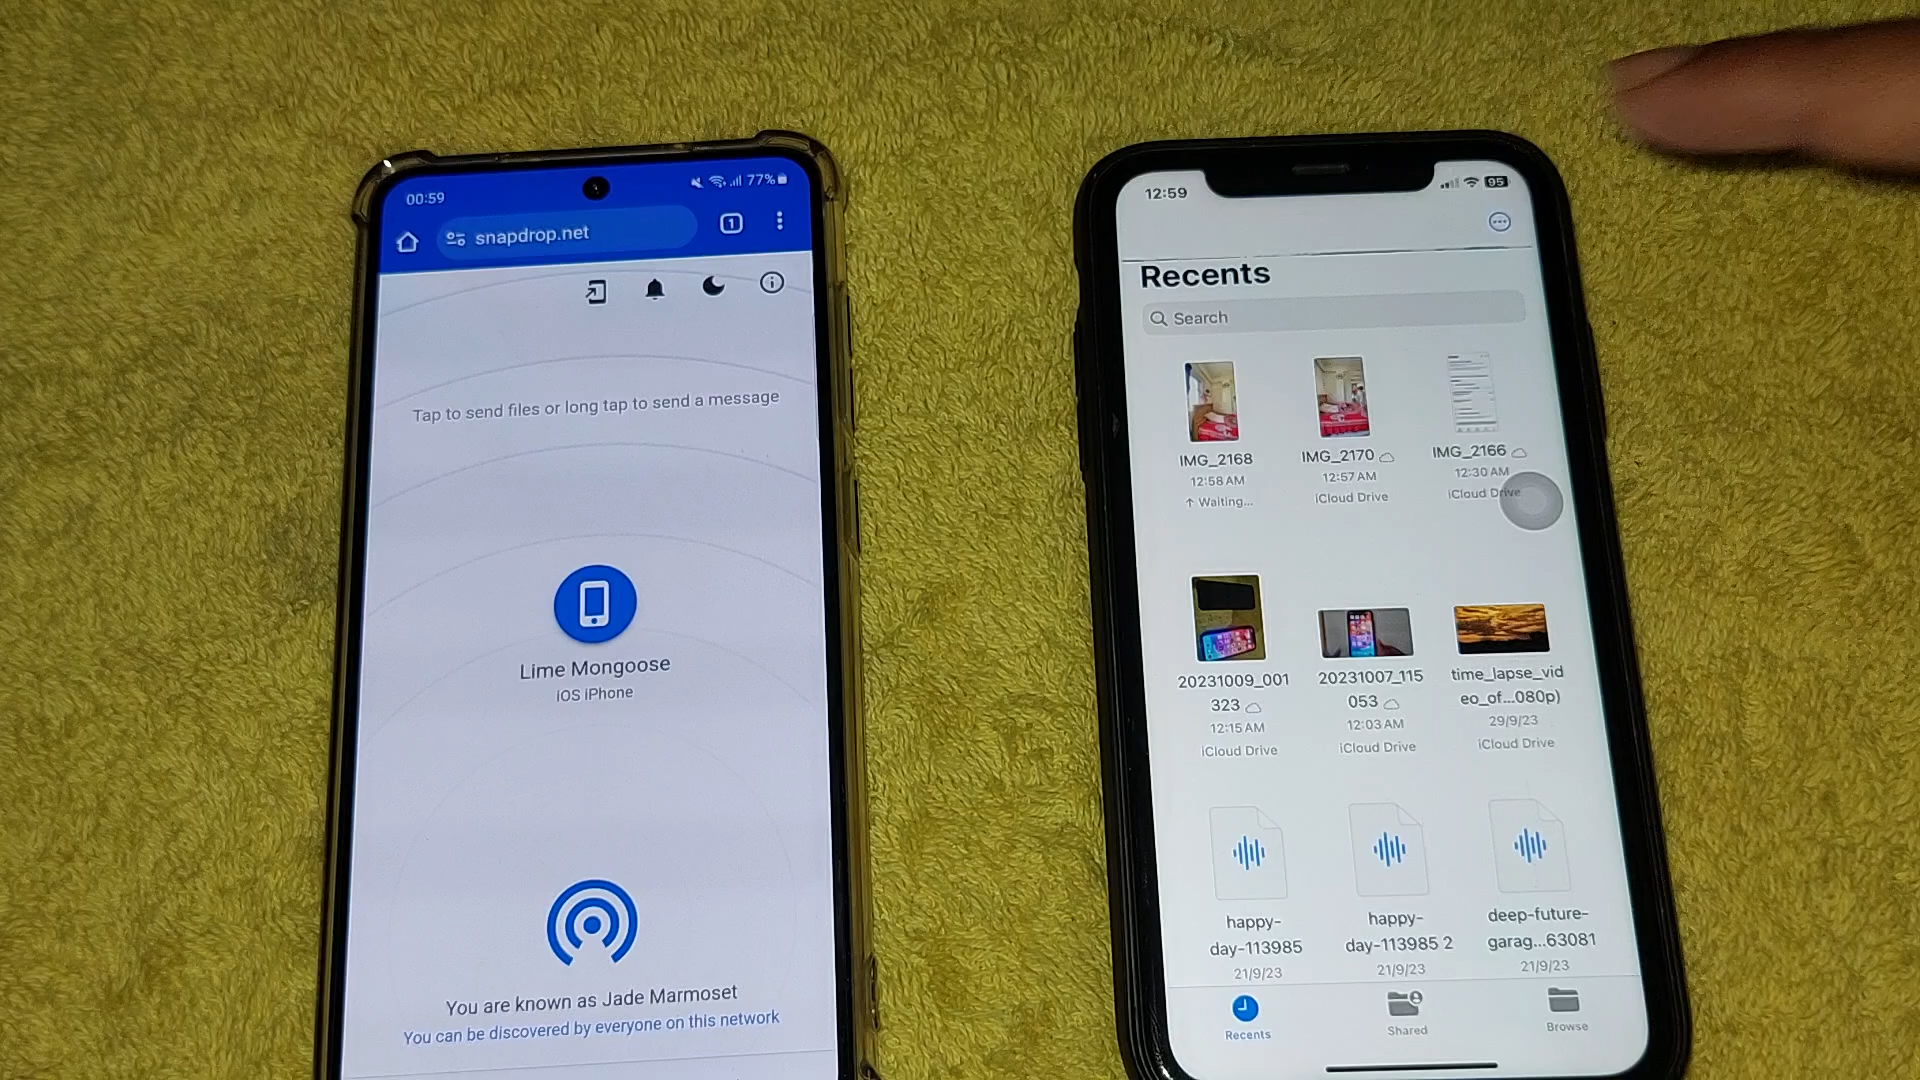 00:59
77%
snapdrop.net
1
Tap to send files or long tap to send a message
Lime Mongoose
iOS iPhone
You are known as Jade Marmoset
You can be discovered by everyone on this network
12:59
95
Recents
Search
IMG_2168
12:58 AM
↑ Waiting...
IMG_2170
12:57 AM
iCloud Drive
IMG_2166
12:30 AM
iCloud Drive
20231009_001
323
12:15 AM
iCloud Drive
20231007_115
053
12:03 AM
iCloud Drive
time_lapse_vid
eo_of...080p)
29/9/23
iCloud Drive
happy-
day-113985
21/9/23
happy-
day-113985 2
21/9/23
deep-future-
garag...63081
21/9/23
Recents
Shared
Browse